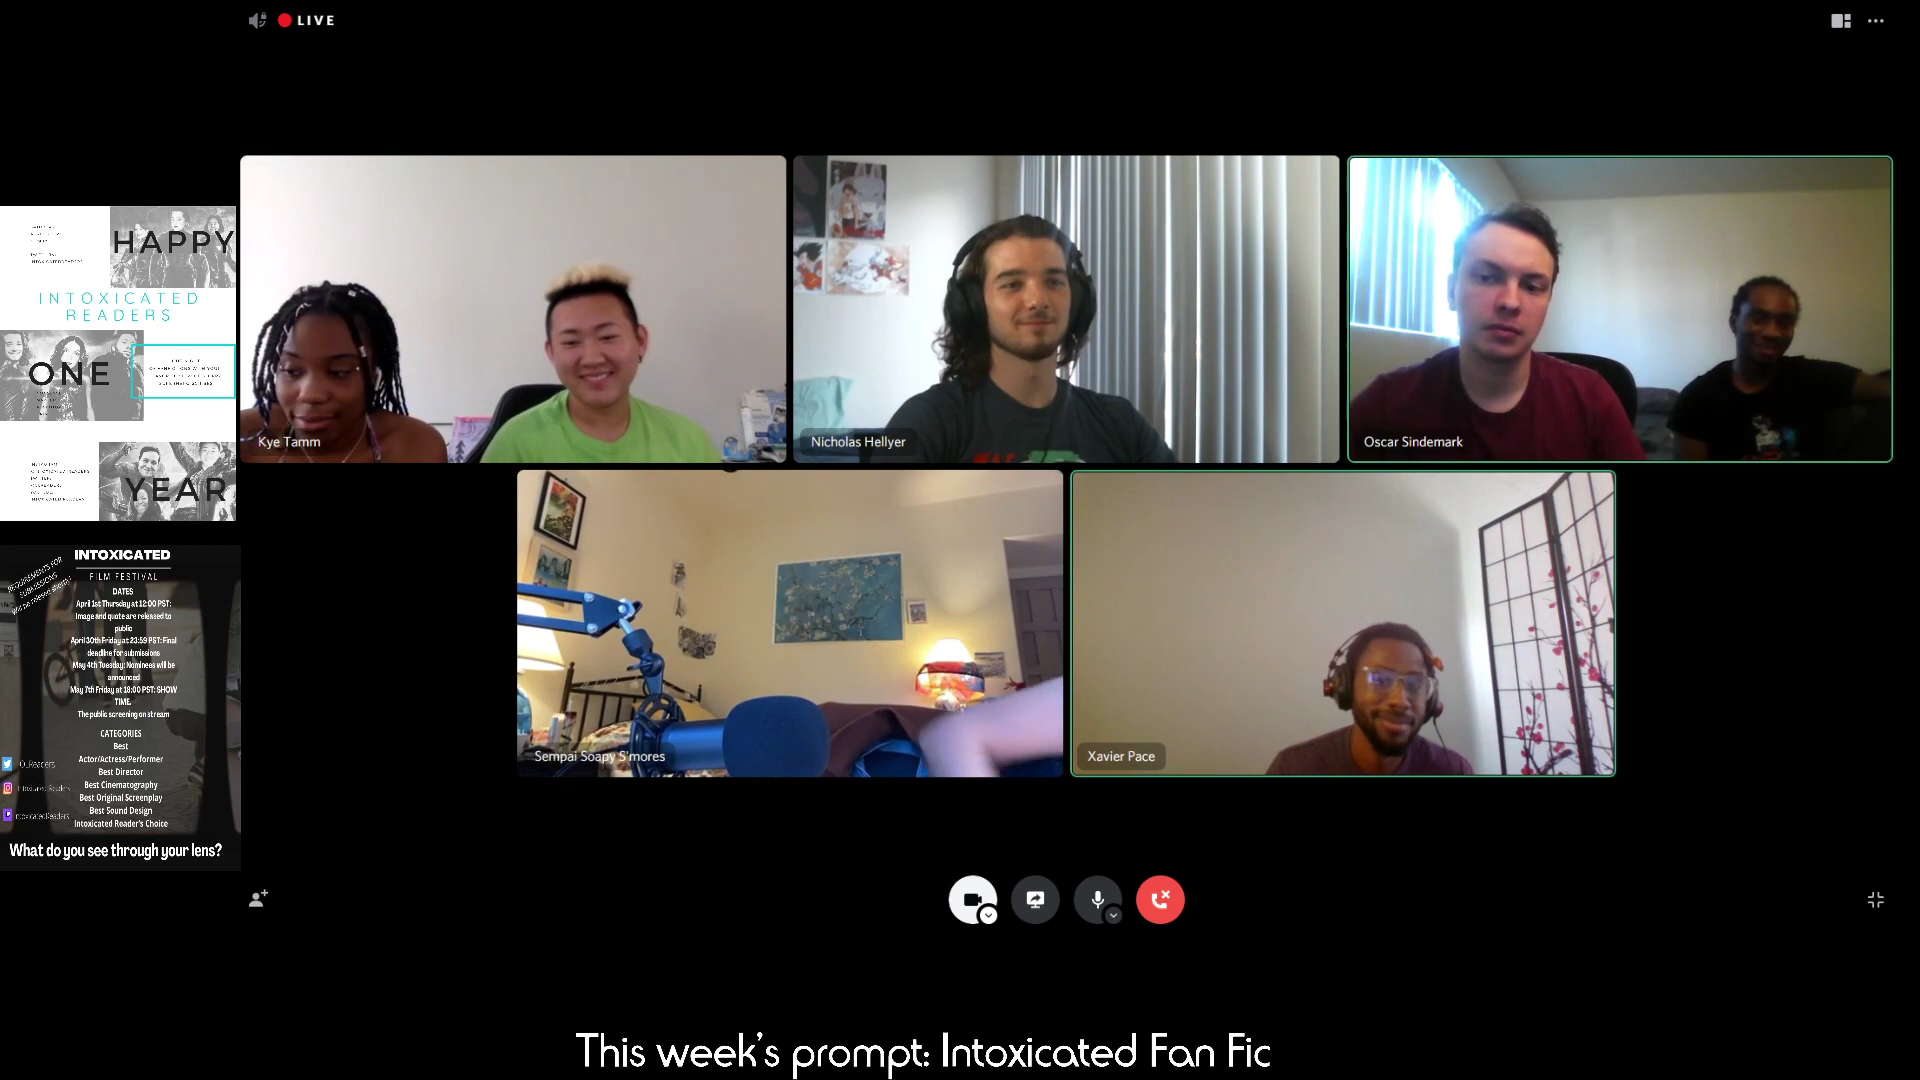 LIVE
HAPPY
INTOXICATED
READERS
ONE
YEAR
INTOXICATED
FILM FESTIVAL
REQUIREMENTS FOR
SUBMISSIONS
DATES
April 1st Thursday at 12:00 PST:
Image and quote are released to
public
April 30th Friday at 23:59 PST: Final
deadline for submissions
May 4th Tuesday: Nominees will be
announced
May 7th Friday at 18:00 PST: SHOW
TIME.
The public screening on stream
CATEGORIES
Best
Actor/Actress/Performer
Best Director
Best Cinematography
Best Original Screenplay
Best Sound Design
Intoxicated Reader's Choice
Intoxicated Readers
What do you see through your lens?
Kye Tamm
Nicholas Hellyer
Oscar Sindemark
Sempai Soapy S'mores
Xavier Pace
This week's prompt: Intoxicated Fan Fic